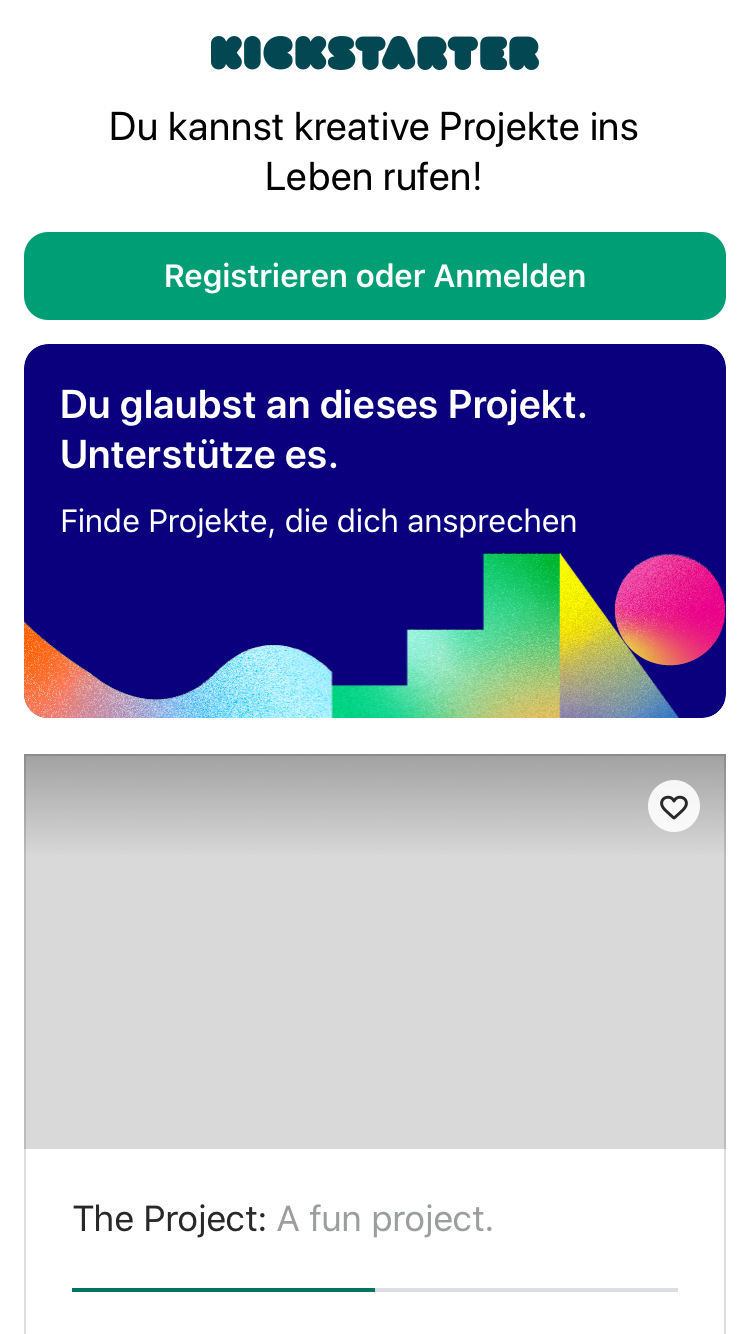 KICKSTARTER
Du kannst kreative Projekte ins
Leben rufen!
Registrieren oder Anmelden
Du glaubst an dieses Projekt.
Unterstütze es.
Finde Projekte, die dich ansprechen
The Project: A fun project.